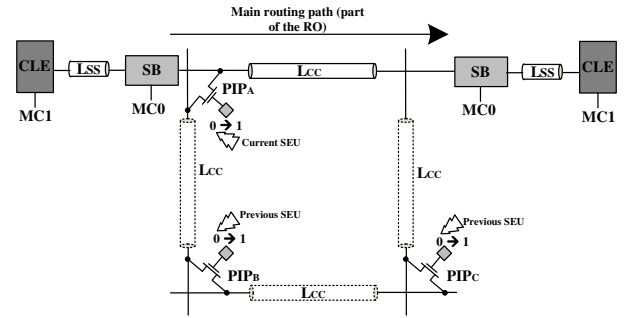 Main routing path (part
of the RO)
CLE
LSS
SB
LCC
SB
LSS
CLE
PIPA
MC1
MC0
MC0
MC1
0 → 1
Current SEU
LCC
LCC
Previous SEU
Previous SEU
0 → 1
0 → 1
PIPB
PIPC
LCC